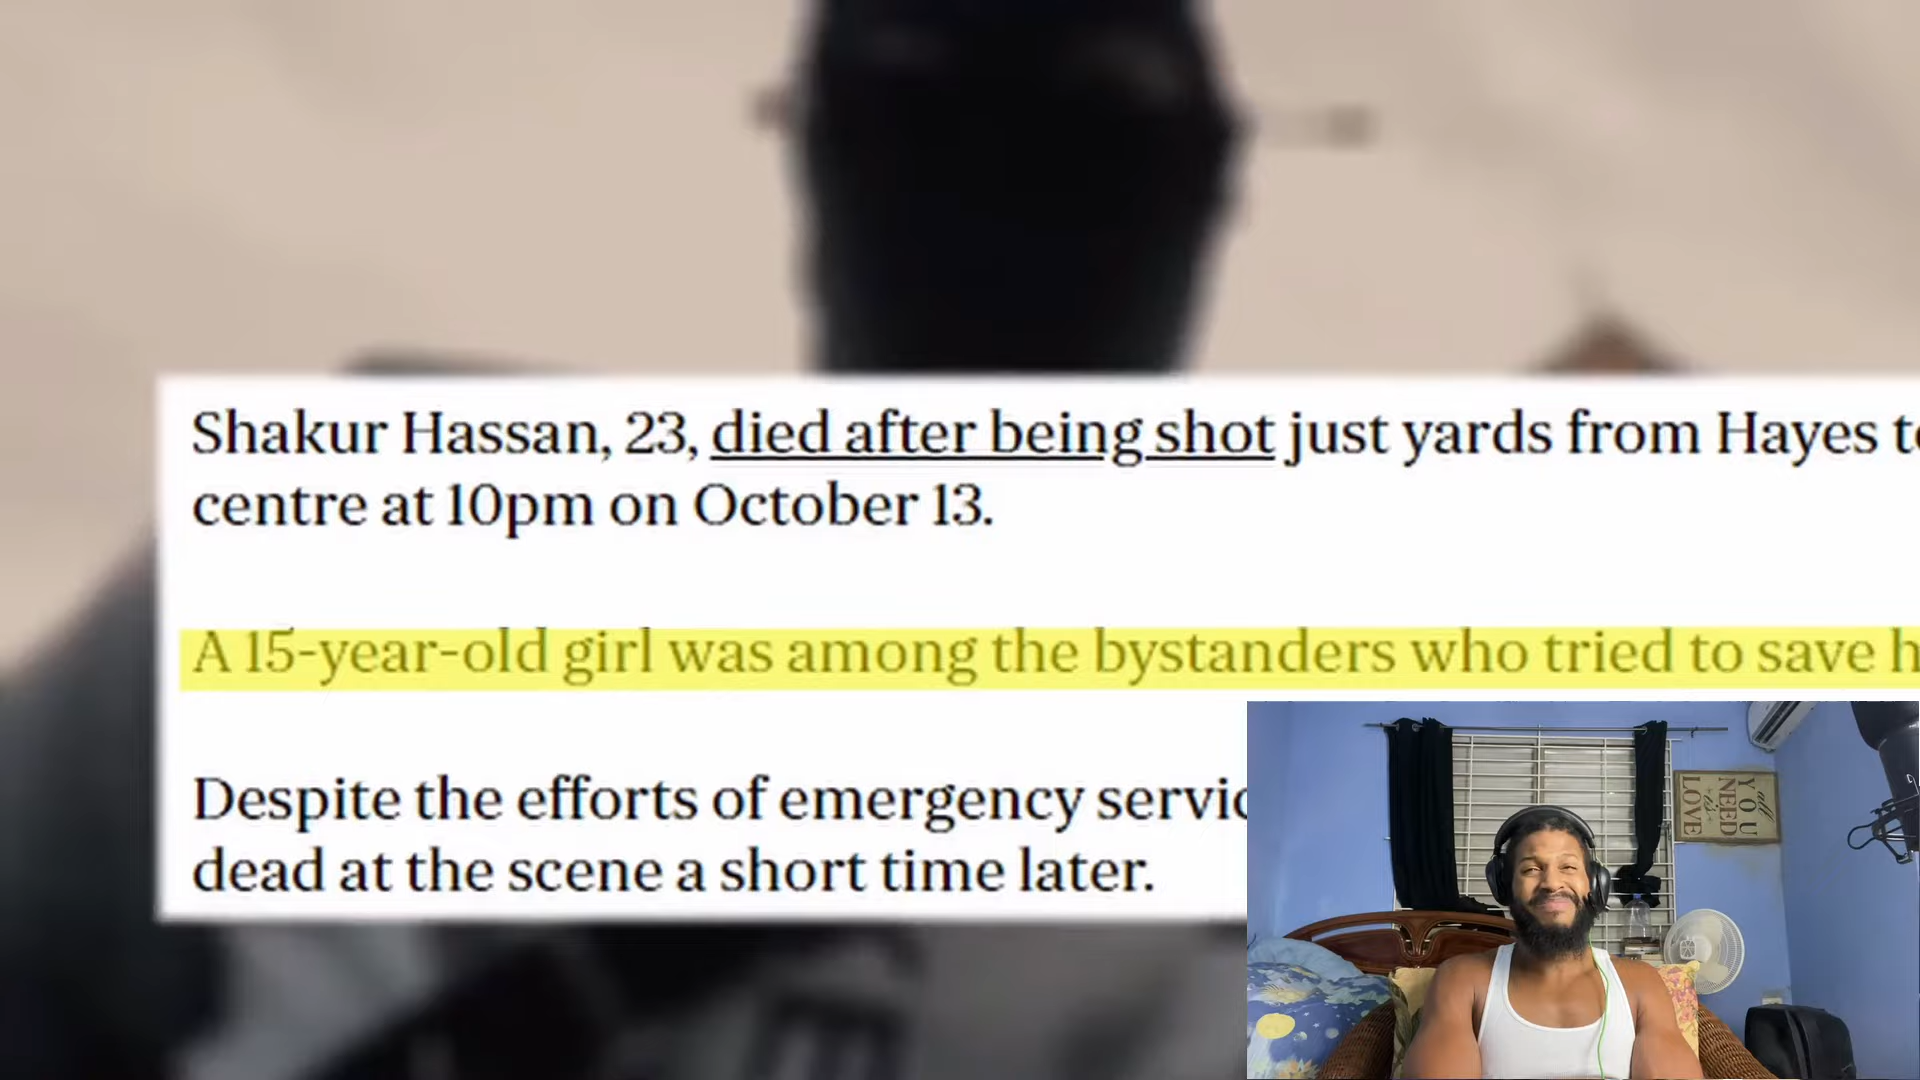 Shakur Hassan, 23, died after being shot just yards from Hayes
centre at 10pm on October 13.
A 15-year-old girl was among the bystanders who tried to save
Despite the efforts of emergency
dead at the scene a short time later.
all
YOU
NEED
is
LOVE